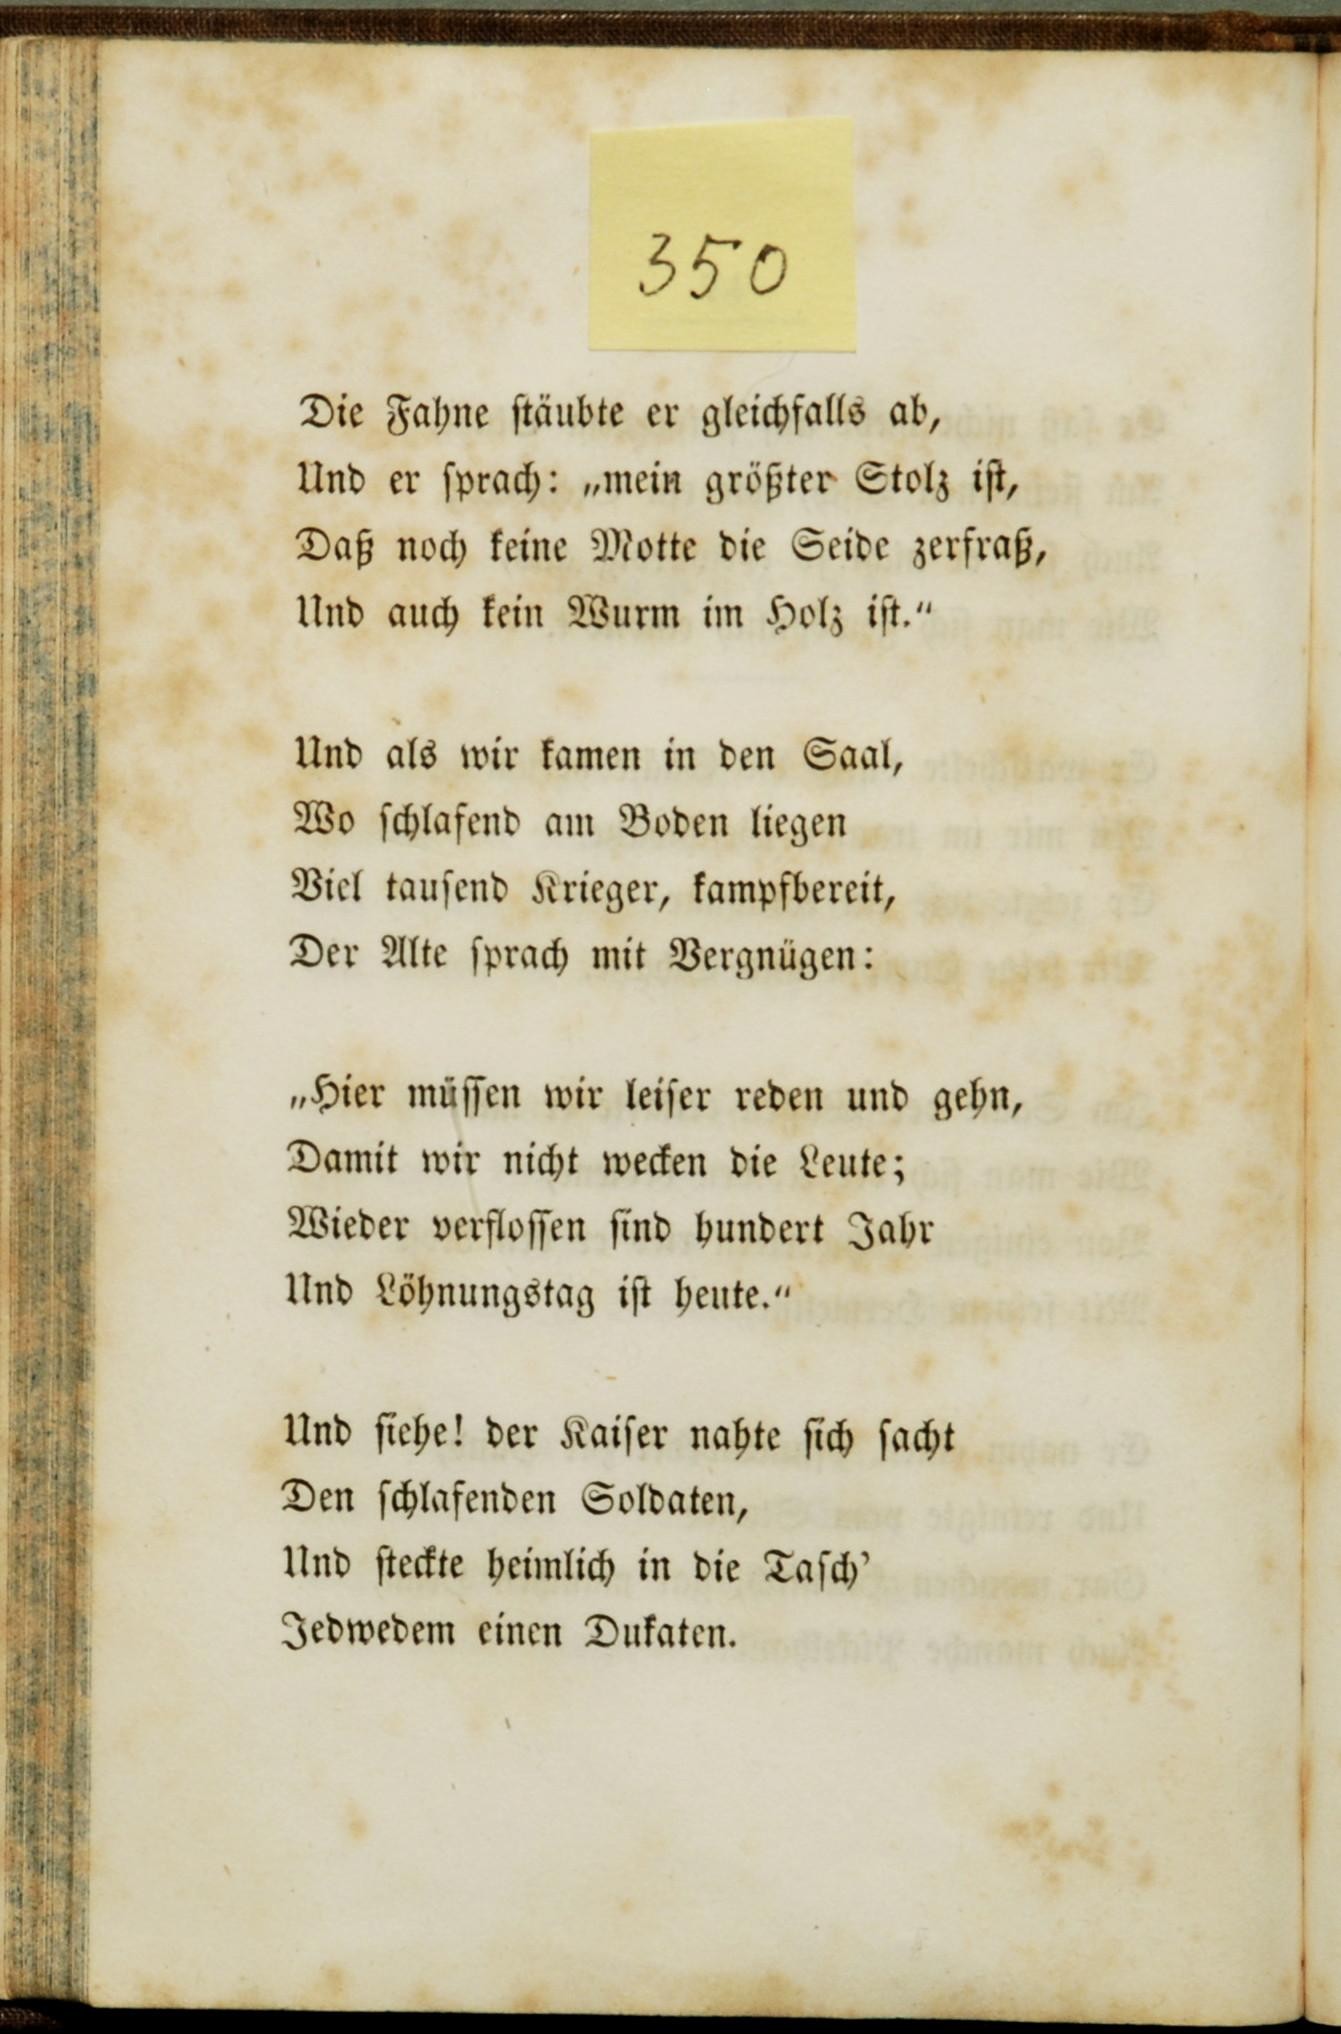 350
Die Fahne stäubte er gleichfalls ab,
Und er sprach: „mein größter Stolz ist,
Daß noch keine Motte die Seide zerfraß,
Und auch kein Wurm im Holz ist.“
Und als wir kamen in den Saal,
Wo schlafend am Boden liegen
Viel tausend Krieger, kampfbereit,
Der Alte sprach mit Vergnügen:
„Hier müssen wir leiser reden und gehn,
Damit wir nicht wecken die Leute;
Wieder verflossen sind hundert Jahr
Und Löhnungstag ist heute.“
Und siehe! der Kaiser nahte sich sacht
Den schlafenden Soldaten,
Und steckte heimlich in die Tasch’
Jedwedem einen Dukaten.